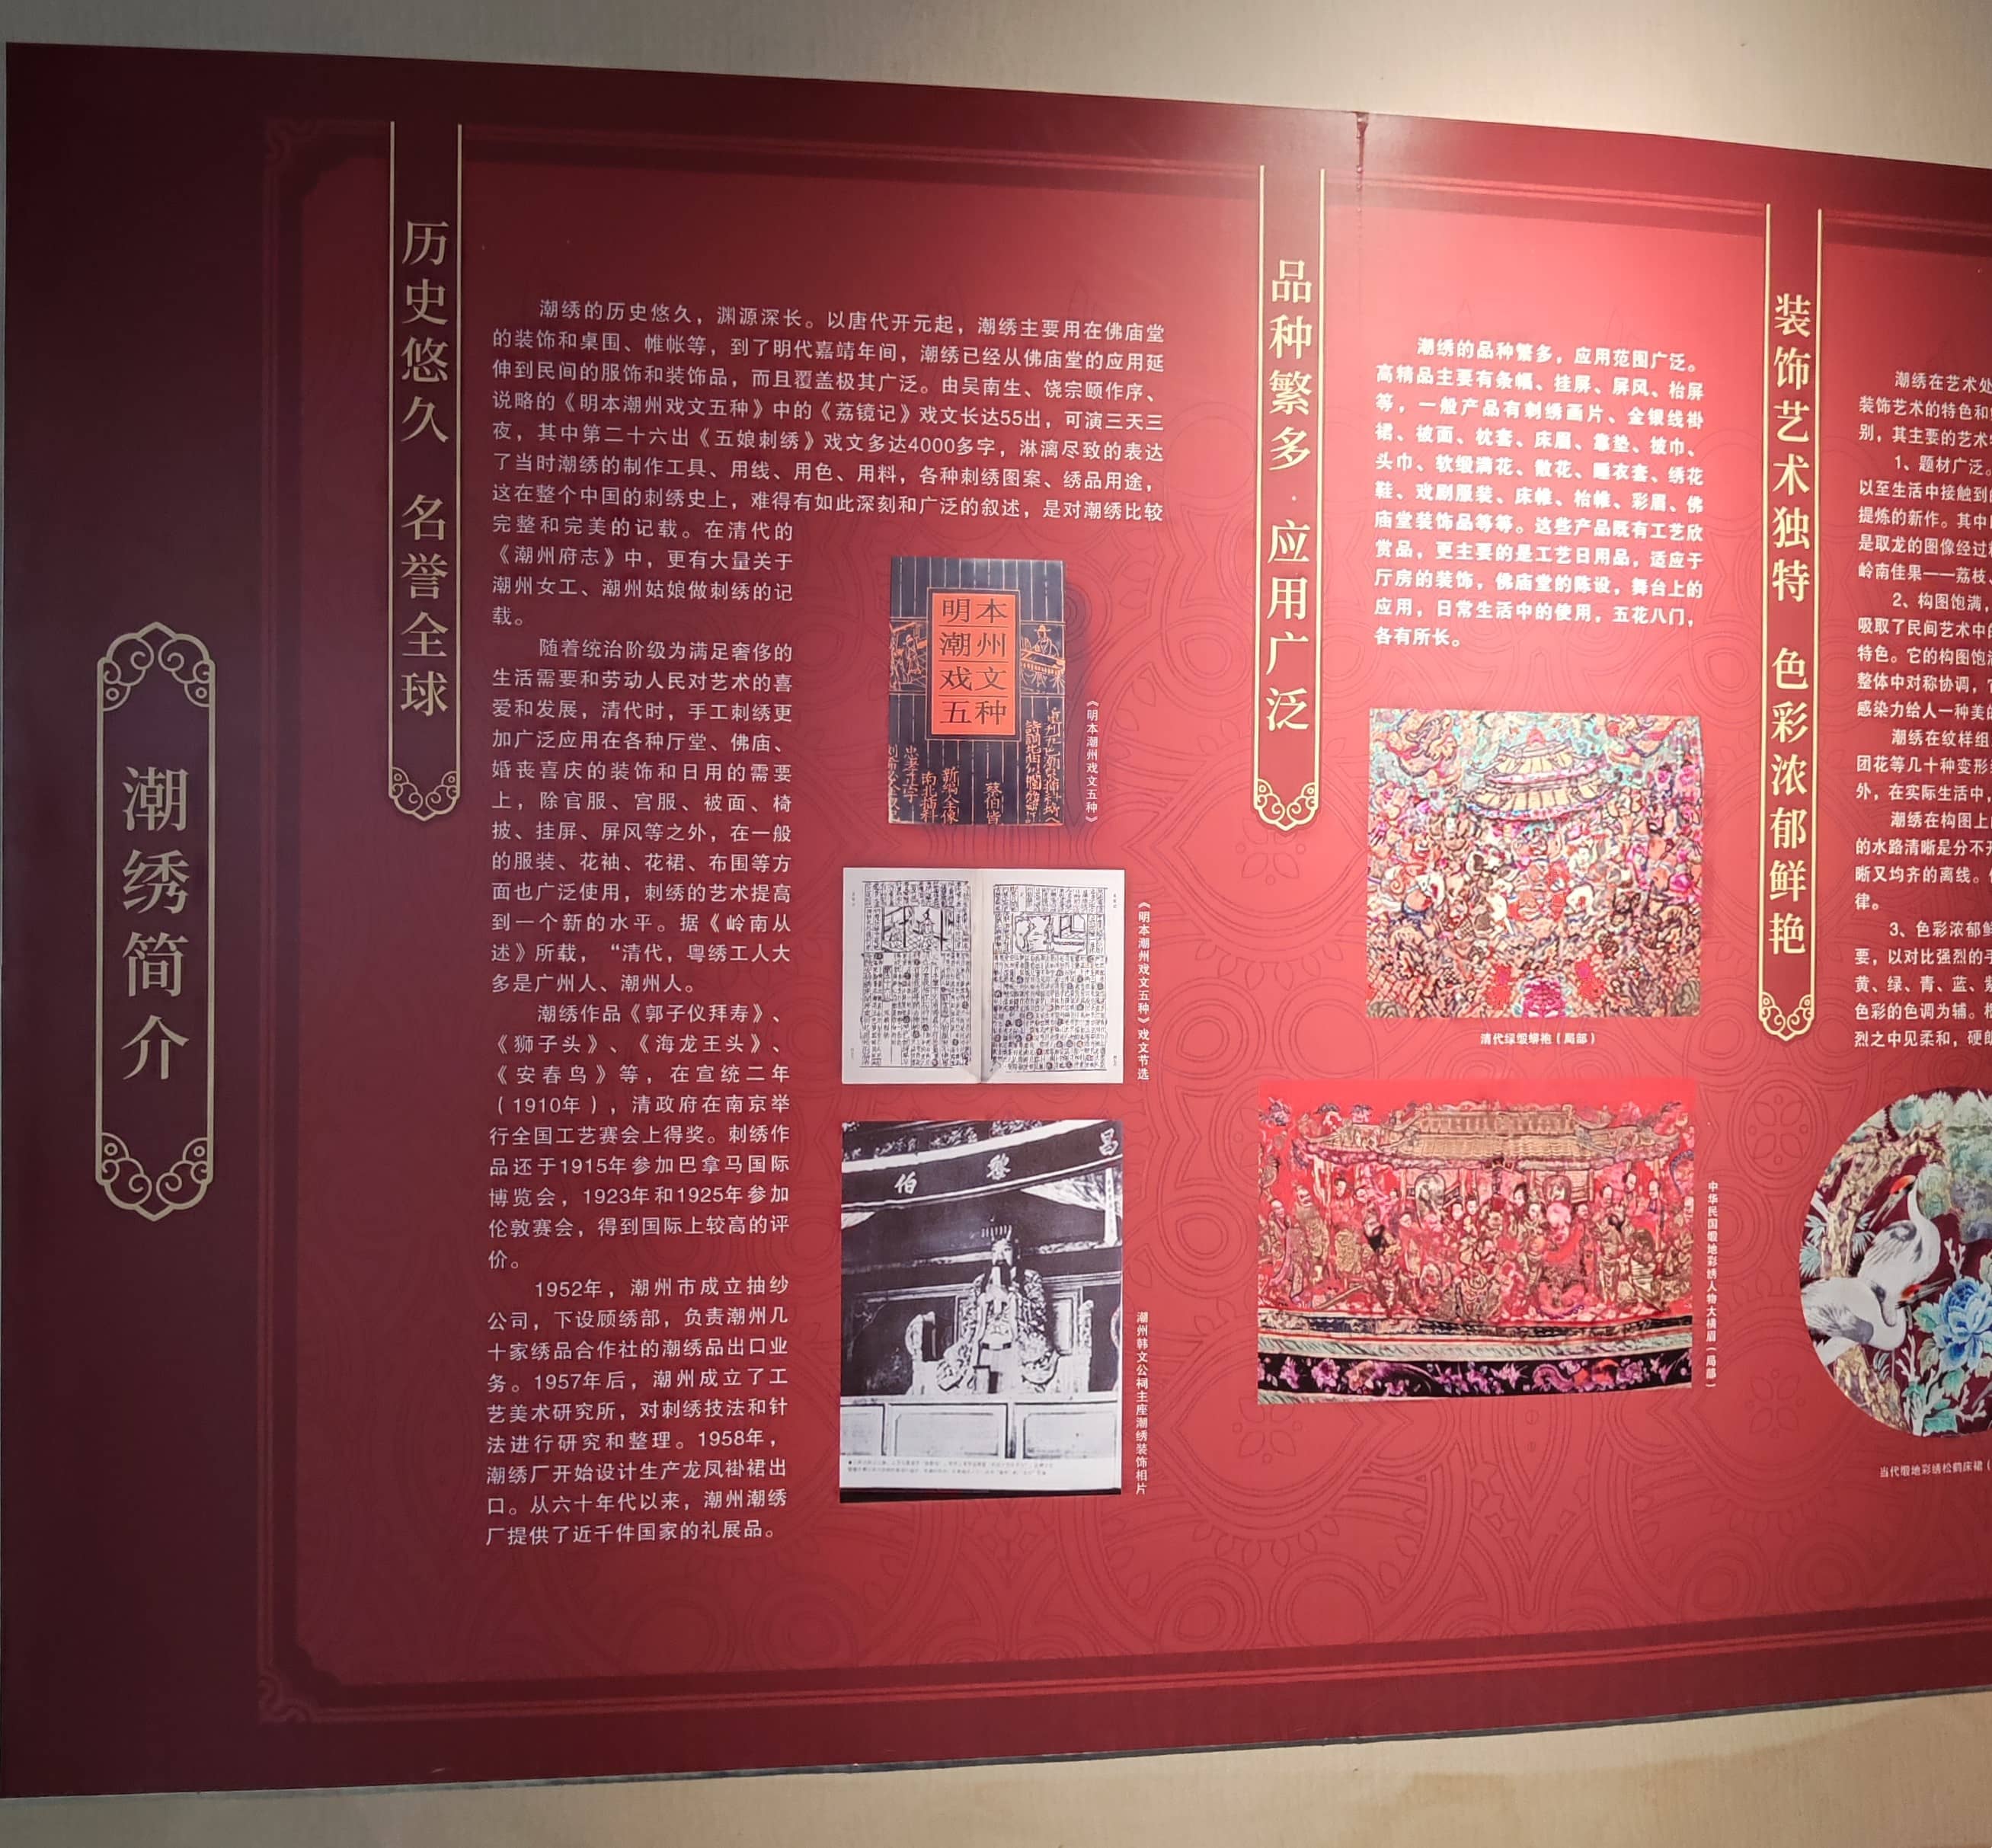 潮绣简介
历史悠久 名誉全球
潮绣的历史悠久，渊源深长。以唐代开元起，潮绣主要用在佛庙堂
的装饰和桌围、帷帐等，到了明代嘉靖年间，潮绣已经从佛庙堂的应用延
伸到民间的服饰和装饰品，而且覆盖极其广泛。由吴南生、饶宗颐作序、
说略的《明本潮州戏文五种》中的《荔镜记》戏文长达55出，可演三天三
夜，其中第二十六出《五娘刺绣》戏文多达4000多字，淋漓尽致的表达
了当时潮绣的制作工具、用线、用色、用料，各种刺绣图案、绣品用途，
这在整个中国的刺绣史上，难得有如此深刻和广泛的叙述，是对潮绣比较
完整和完美的记载。在清代的
《潮州府志》中，更有大量关于
潮州女工、潮州姑娘做刺绣的记
载。
随着统治阶级为满足奢侈的
生活需要和劳动人民对艺术的喜
爱和发展，清代时，手工刺绣更
加广泛应用在各种厅堂、佛庙、
婚丧喜庆的装饰和日用的需要
上，除官服、宫服、被面、椅
披、挂屏、屏风等之外，在一般
的服装、花袖、花裙、布围等方
面也广泛使用，刺绣的艺术提高
到一个新的水平。据《岭南从
述》所载，“清代，粤绣工人大
多是广州人、潮州人。
潮绣作品《郭子仪拜寿》、
《狮子头》、《海龙王头》、
《安春鸟》等，在宣统二年
（1910年），清政府在南京举
行全国工艺赛会上得奖。刺绣作
品还于1915年参加巴拿马国际
博览会，1923年和1925年参加
伦敦赛会，得到国际上较高的评
价。
1952年，潮州市成立抽纱
公司，下设顾绣部，负责潮州几
十家绣品合作社的潮绣品出口业
务。1957年后，潮州成立了工
艺美术研究所，对刺绣技法和针
法进行研究和整理。1958年，
潮绣厂开始设计生产龙凤褂裙出
口。从六十年代以来，潮州潮绣
厂提供了近千件国家的礼展品。
明本
潮州
戏文
五种
蔡伯皆
新编全像
南北插科
忠孝正字
《明本潮州戏文五种》
《明本潮州戏文五种》戏文节选
昌黎伯
潮州韩文公祠主座潮绣装饰相片
品种繁多·应用广泛
潮绣的品种繁多，应用范围广泛。
高精品主要有条幅、挂屏、屏风、枱屏
等，一般产品有刺绣画片、金银线褂
裙、被面、枕套、床眉、靠垫、被巾、
头巾、软缎满花、散花、睡衣套、绣花
鞋、戏剧服装、床帷、枱帷、彩眉、佛
庙堂装饰品等等。这些产品既有工艺欣
赏品，更主要的是工艺日用品，适应于
厅房的装饰，佛庙堂的陈设，舞台上的
应用，日常生活中的使用，五花八门，
各有所长。
清代绿缎蟒袍（局部）
中华民国缎地彩绣人物大横眉（局部）
装饰艺术独特 色彩浓郁鲜艳
潮绣在艺术处
装饰艺术的特色和
别，其主要的艺术
1、题材广泛。
以至生活中接触到
提炼的新作。其中
是取龙的图像经过
岭南佳果——荔枝、
2、构图饱满，
吸取了民间艺术中的
特色。它的构图饱满
整体中对称协调，
感染力给人一种美的
潮绣在纹样组
团花等几十种变形
外，在实际生活中，
潮绣在构图上
的水路清晰是分不开
晰又均齐的离线。
律。
3、色彩浓郁鲜
要，以对比强烈的手
黄、绿、青、蓝、紫
色彩的色调为辅。
烈之中见柔和，硬朗
当代缎地彩绣松鹤床裙（